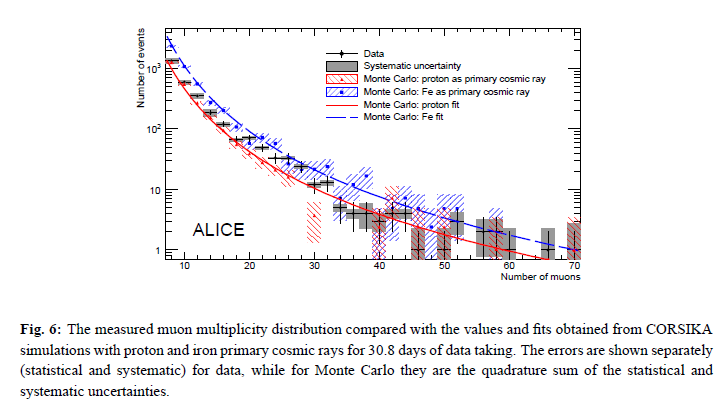 Number of events
10³
10²
10
1
Data
Systematic uncertainty
Monte Carlo: proton as primary cosmic ray
Monte Carlo: Fe as primary cosmic ray
Monte Carlo: proton fit
Monte Carlo: Fe fit
ALICE
10 20 30 40 50 60 70
Number of muons
Fig. 6: The measured muon multiplicity distribution compared with the values and fits obtained from CORSIKA
simulations with proton and iron primary cosmic rays for 30.8 days of data taking. The errors are shown separately
(statistical and systematic) for data, while for Monte Carlo they are the quadrature sum of the statistical and
systematic uncertainties.